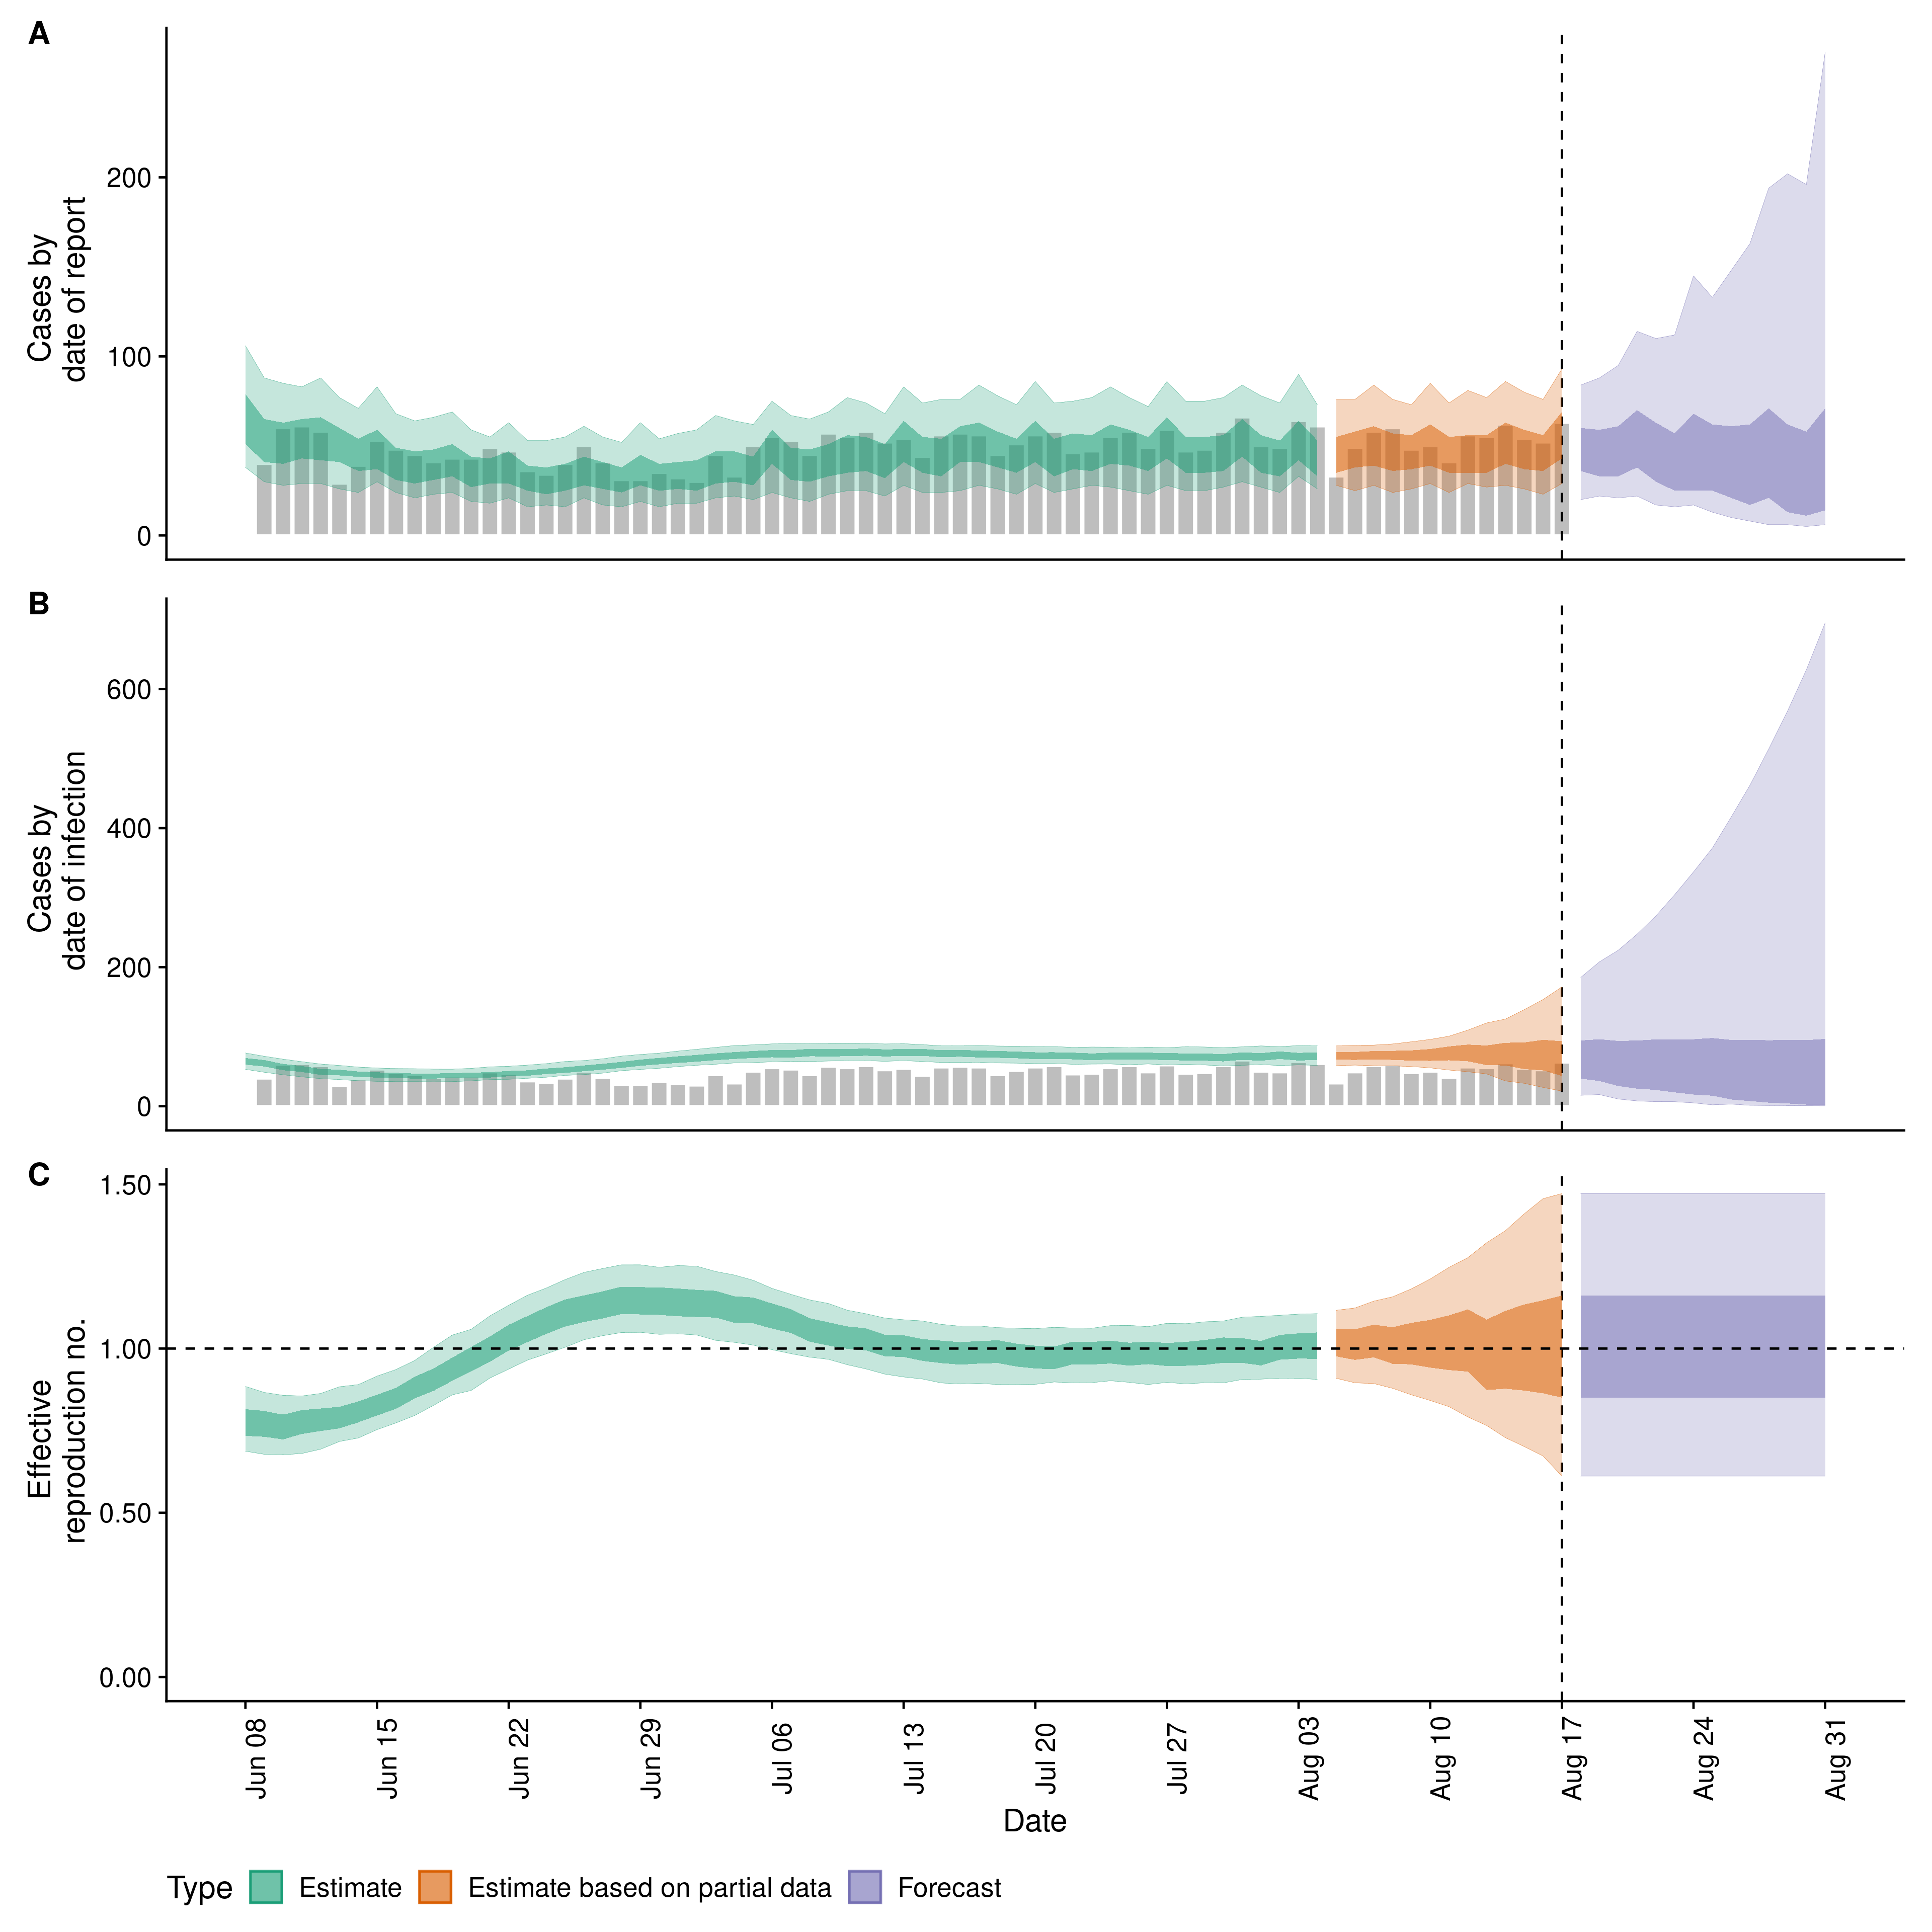 A
Cases by
date of report
200
100
0
B
Cases by
date of infection
600
400
200
0
C
Effective
reproduction no.
1.50
1.00
0.50
0.00
Jun 08
Jun 15
Jun 22
Jun 29
Jul 06
Jul 13
Jul 20
Jul 27
Aug 03
Aug 10
Aug 17
Aug 24
Aug 31
Date
Type Estimate Estimate based on partial data Forecast